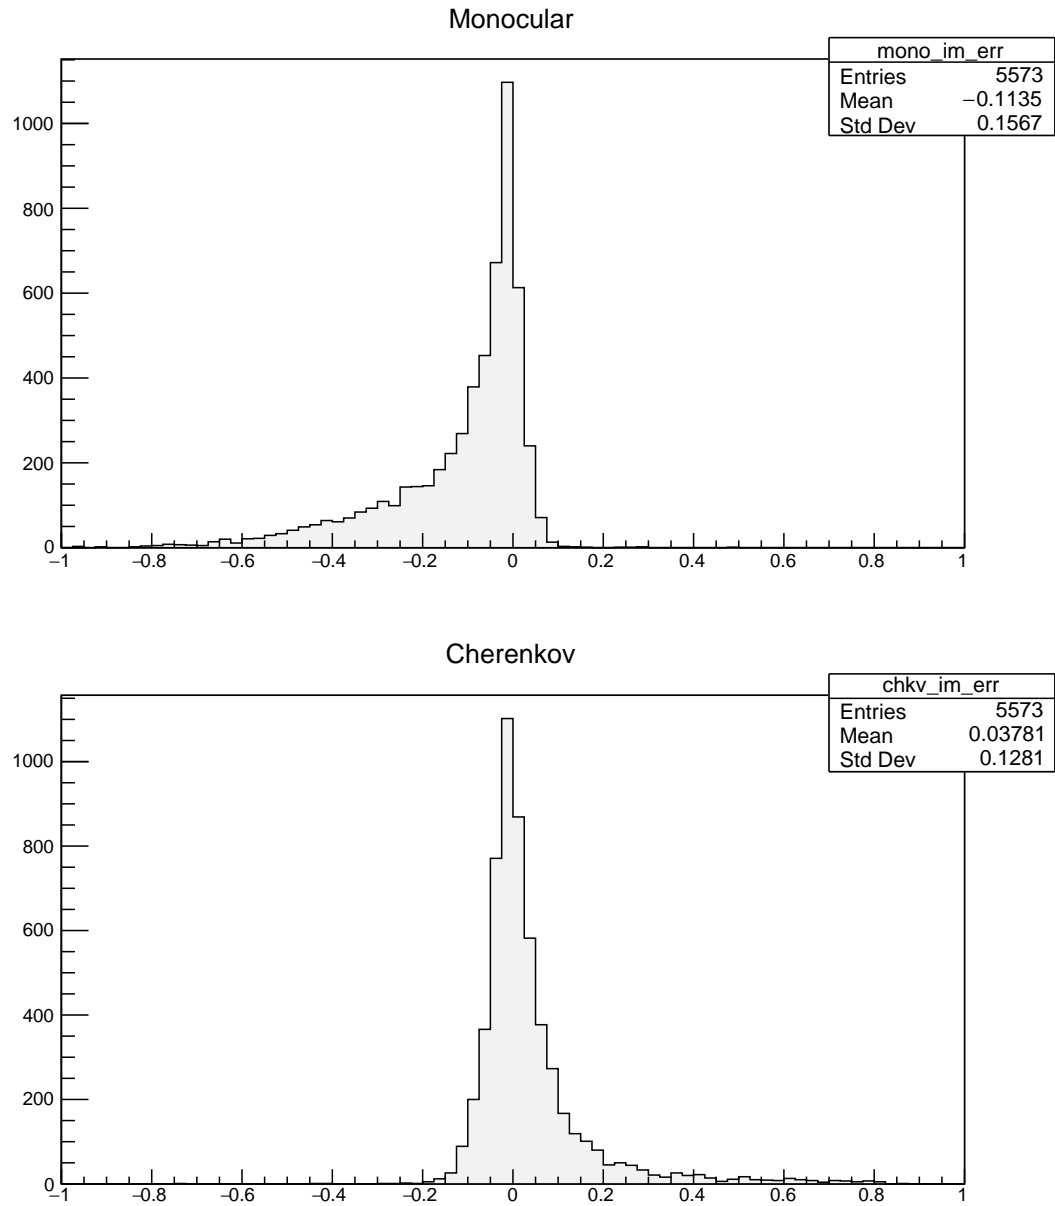 Monocular
mono_im_err
Entries 5573
Mean −0.1135
Std Dev 0.1567
1000
800
600
400
200
0
−1 −0.8 −0.6 −0.4 −0.2 0 0.2 0.4 0.6 0.8 1
Cherenkov
chkv_im_err
Entries 5573
Mean 0.03781
Std Dev 0.1281
1000
800
600
400
200
0
−1 −0.8 −0.6 −0.4 −0.2 0 0.2 0.4 0.6 0.8 1